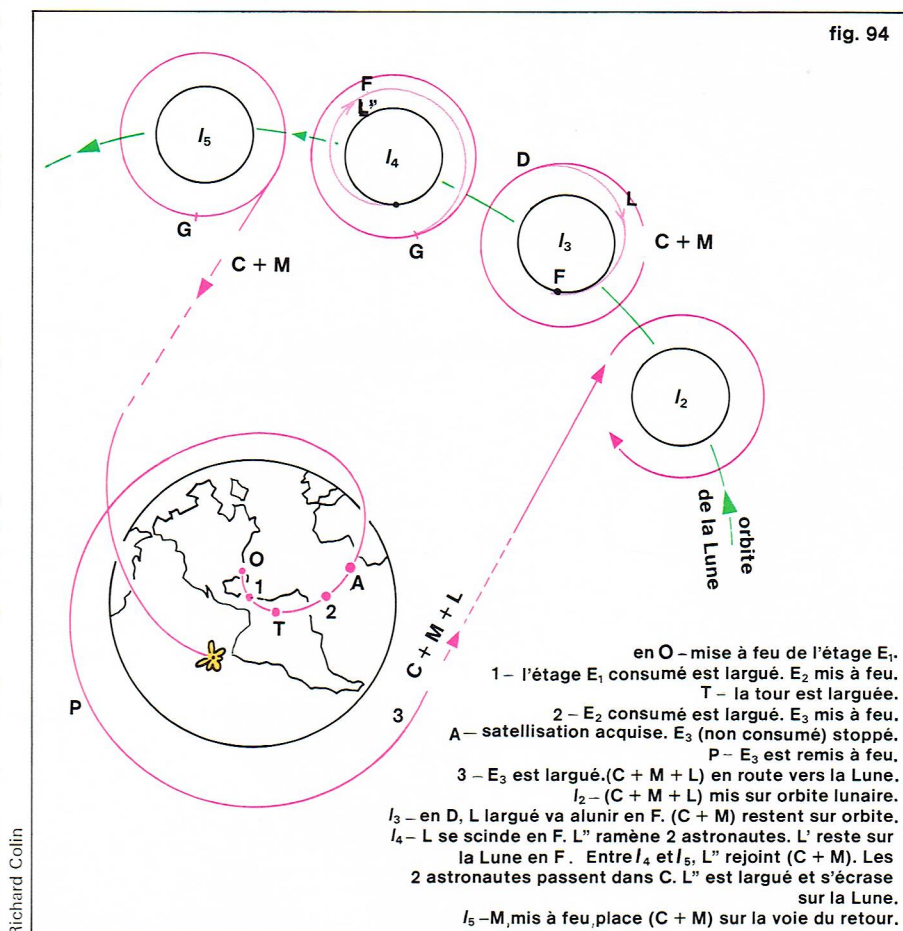 fig. 94
F
L”
l5
l4
D
L
G
G
l3
C + M
C + M
F
l2
orbite
de la Lune
O
1
A
2
T
C + M + L
P
3
en O – mise à feu de l’étage E1.
1 – l’étage E1 consumé est largué. E2 mis à feu.
T – la tour est larguée.
2 – E2 consumé est largué. E3 mis à feu.
A – satellisation acquise. E3 (non consumé) stoppé.
P – E3 est remis à feu.
3 – E3 est largué.(C + M + L) en route vers la Lune.
l2 – (C + M + L) mis sur orbite lunaire.
l3 – en D, L largué va alunir en F. (C + M) restent sur orbite.
l4 – L se scinde en F. L” ramène 2 astronautes. L’ reste sur
la Lune en F. Entre l4 et l5, L” rejoint (C + M). Les
2 astronautes passent dans C. L” est largué et s’écrase
sur la Lune.
l5 – M,mis à feu,place (C + M) sur la voie du retour.
Richard Colin